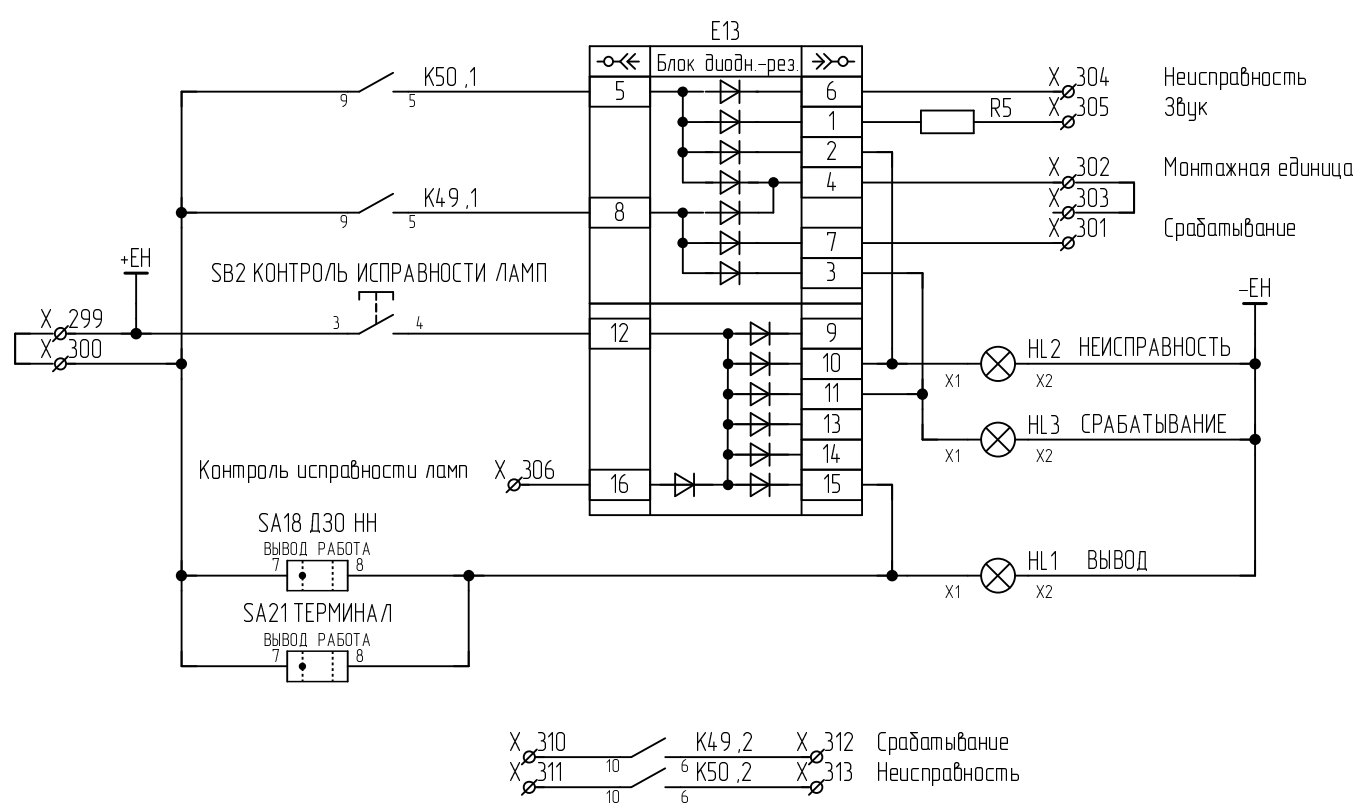 E13
Блок диодн.-рез.
K50 ,1
9 5
5 6
X 304 Неисправность
1 R5 X 305 Звук
2
4 X 302 Монтажная единица
K49 ,1
9 5
8
X 303
7 X 301 Срабатывание
3
+ЕН
SB2 КОНТРОЛЬ ИСПРАВНОСТИ ЛАМП
–ЕН
X 299
3 4
12 9
X 300
10 X1 HL2 X2 НЕИСПРАВНОСТЬ
11
13 X1 HL3 X2 СРАБАТЫВАНИЕ
14
Контроль исправности ламп X 306
16 15
SA18 ДЗО НН
ВЫВОД РАБОТА
7 8
X1 HL1 X2 ВЫВОД
SA21 ТЕРМИНАЛ
ВЫВОД РАБОТА
7 8
X 310 10 K49 ,2 6 X 312 Срабатывание
X 311 10 K50 ,2 6 X 313 Неисправность